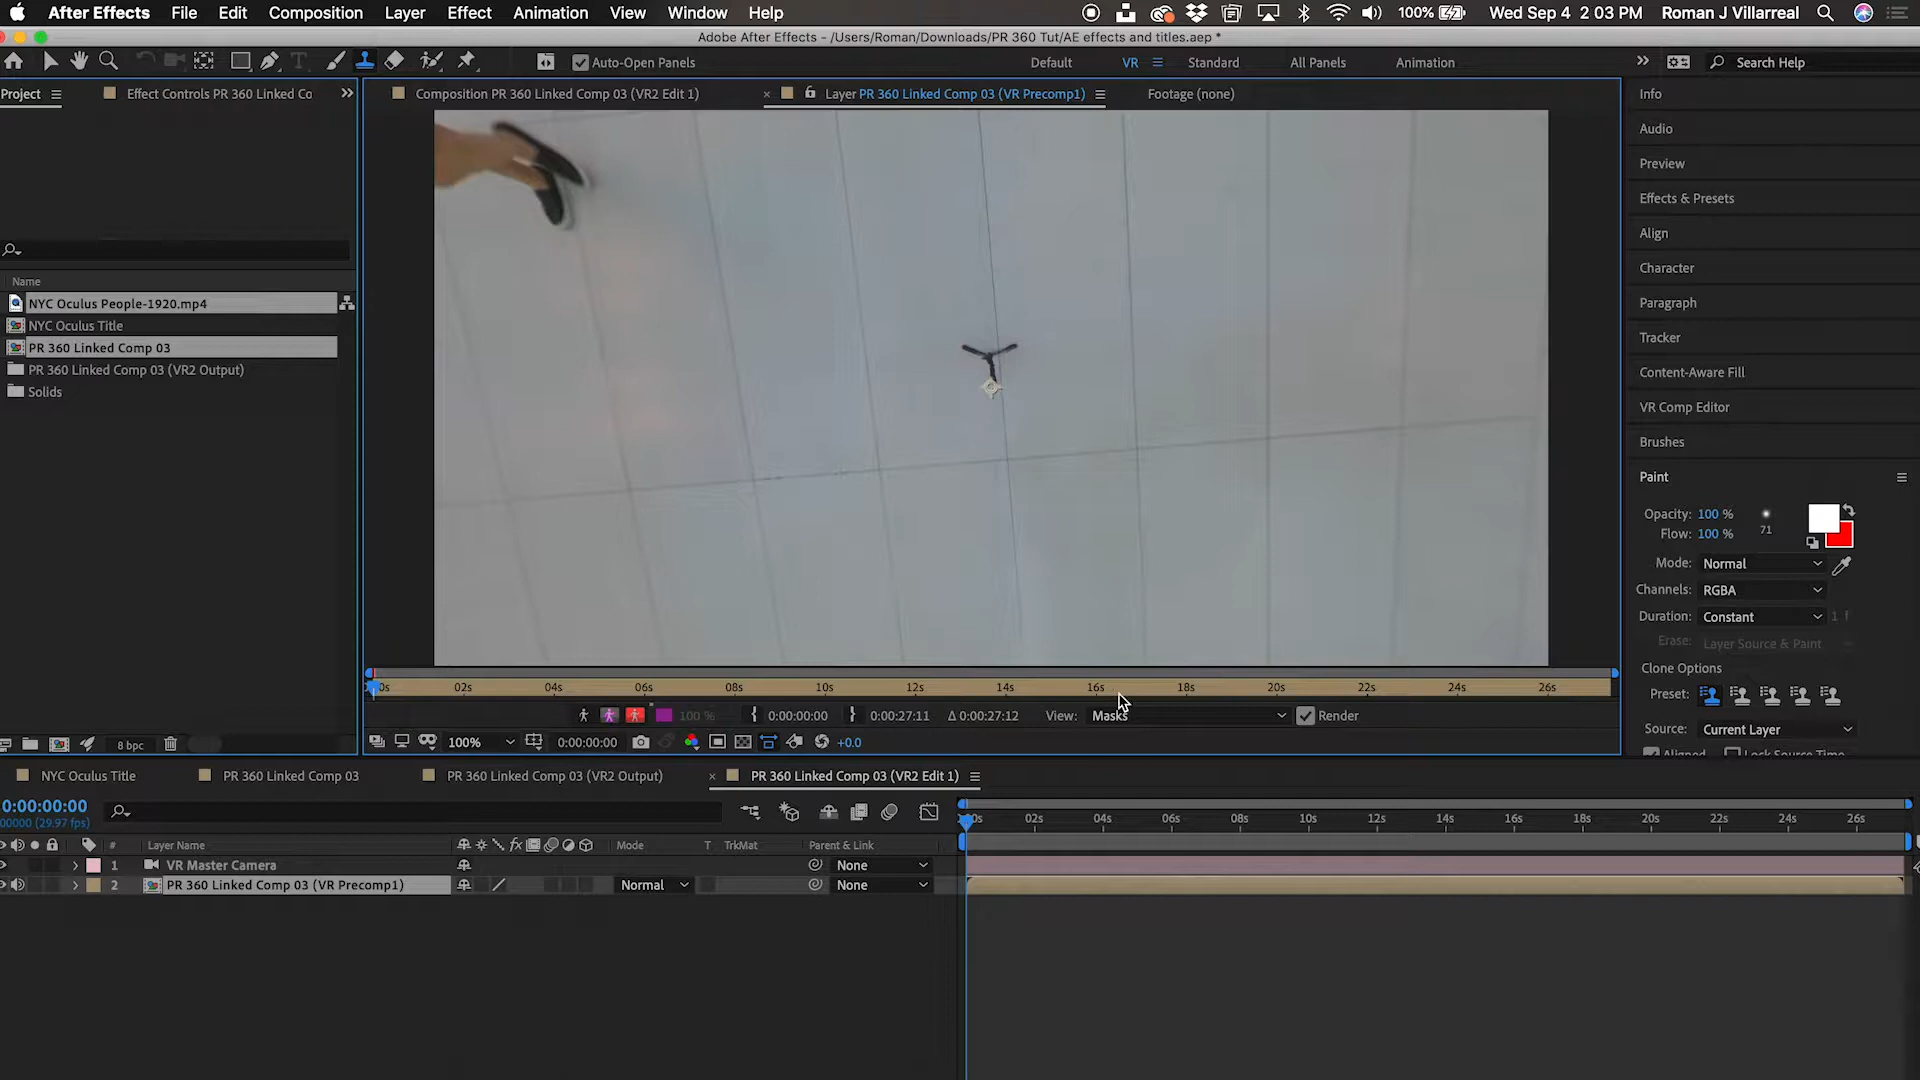 After Effects File Edit Composition Layer Effect Animation View Window Help 100% Wed Sep 4 2:03 PM Roman J Villarreal
Adobe After Effects - /Users/Roman/Downloads/PR 360 Tut/AE effects and titles.aep *
Auto-Open Panels Default VR Standard All Panels Animation Search Help
Project Effect Controls PR 360 Linked Co
Composition PR 360 Linked Comp 03 (VR2 Edit 1) Layer PR 360 Linked Comp 03 (VR Precomp1) Footage (none)
Name
NYC Oculus People-1920.mp4
NYC Oculus Title
PR 360 Linked Comp 03
PR 360 Linked Comp 03 (VR2 Output)
Solids
8 bpc
02s 04s 06s 08s 10s 12s 14s 16s 18s 20s 22s 24s 26s
100 % 0:00:00:00 0:00:27:11 Δ 0:00:27:12 View: Masks Render
100% 0:00:00:00 +0.0
Info
Audio
Preview
Effects & Presets
Align
Character
Paragraph
Tracker
Content-Aware Fill
VR Comp Editor
Brushes
Paint
Opacity: 100 %
Flow: 100 % 71
Mode: Normal
Channels: RGBA
Duration: Constant 1 f
Erase: Layer Source & Paint
Clone Options
Preset:
Source: Current Layer
Aligned Lock Source Time
NYC Oculus Title PR 360 Linked Comp 03 PR 360 Linked Comp 03 (VR2 Output) PR 360 Linked Comp 03 (VR2 Edit 1)
0:00:00:00
00000 (29.97 fps)
02s 04s 06s 08s 10s 12s 14s 16s 18s 20s 22s 24s 26s
# Layer Name fx Mode T TrkMat Parent & Link
1 VR Master Camera None
2 PR 360 Linked Comp 03 (VR Precomp1) Normal None